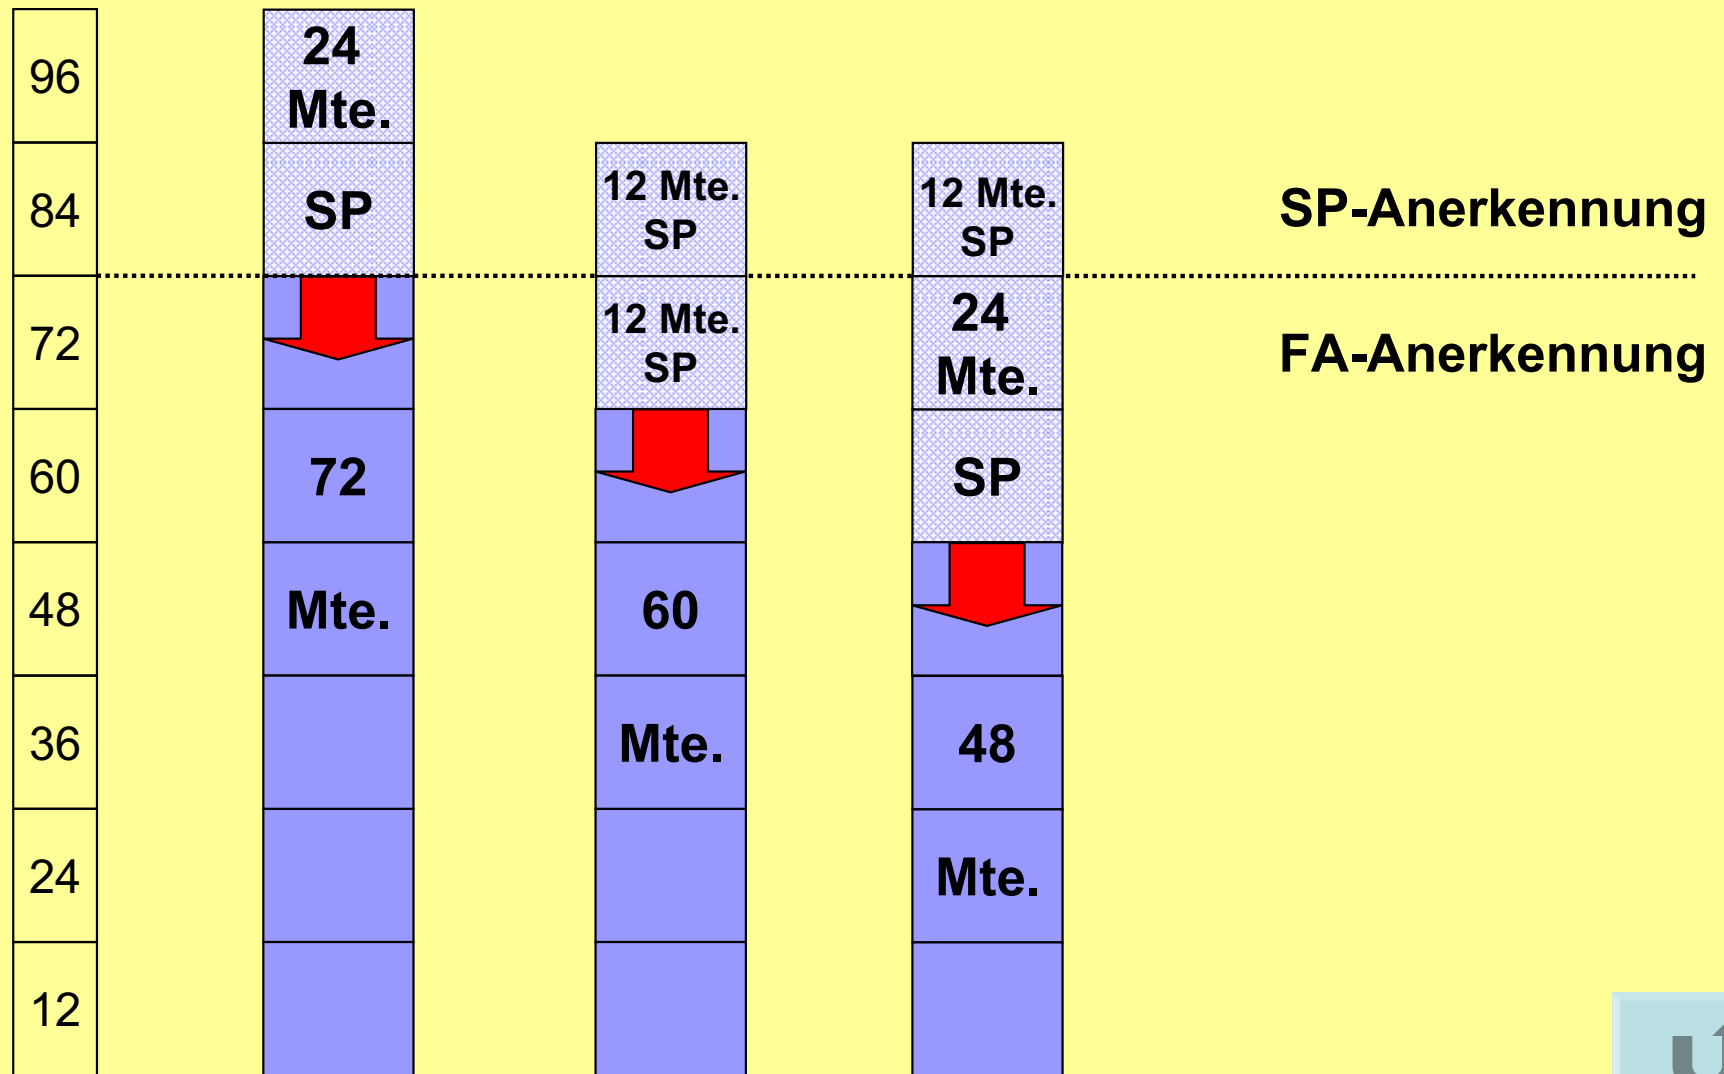 96
84
72
60
48
36
24
12
24
Mte.
SP
72
Mte.
12 Mte.
SP
12 Mte.
SP
60
Mte.
12 Mte.
SP
24
Mte.
SP
48
Mte.
SP-Anerkennung
FA-Anerkennung